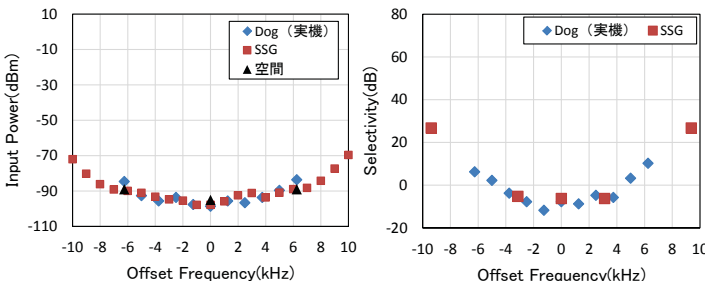 10
-10
-30
-50
-70
-90
-110
Input Power(dBm)
Dog（実機）
SSG
空間
-10 -8 -6 -4 -2 0 2 4 6 8 10
Offset Frequency(kHz)
80
60
40
20
0
-20
Selectivity(dB)
Dog（実機） SSG
-10 -8 -6 -4 -2 0 2 4 6 8 10
Offset Frequency(kHz)